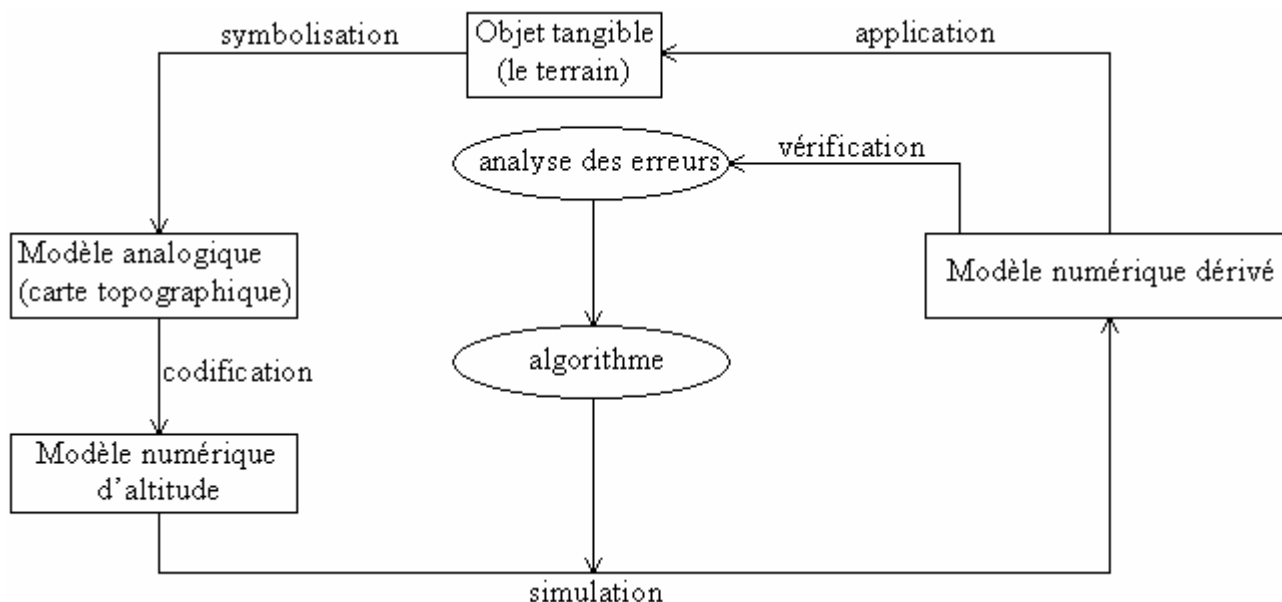 symbolisation
Objet tangible
(le terrain)
application
analyse des erreurs
vérification
Modèle analogique
(carte topographique)
Modèle numérique dérivé
algorithme
codification
Modèle numérique
d'altitude
simulation